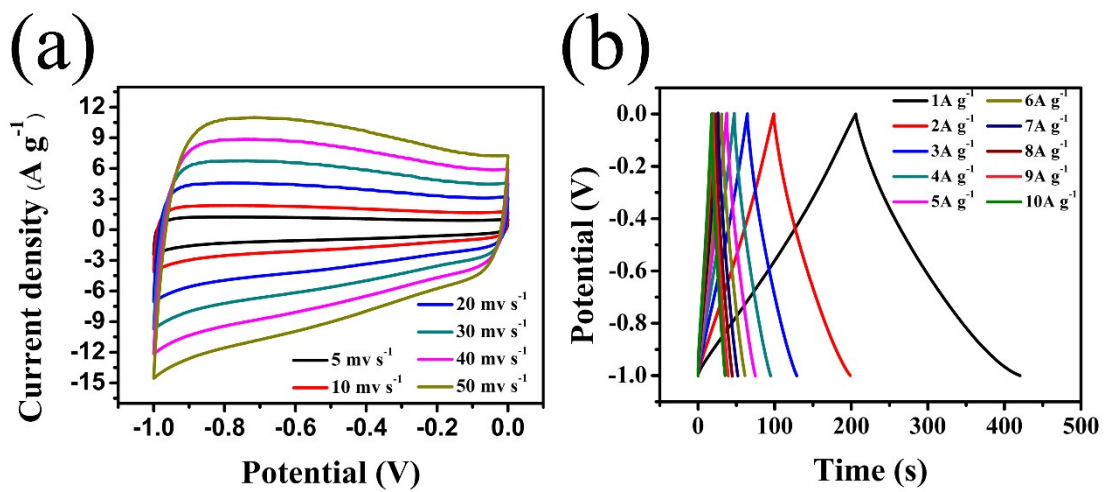 (a)
Current density (A g⁻¹)
12
9
6
3
0
-3
-6
-9
-12
-15
20 mv s⁻¹
30 mv s⁻¹
5 mv s⁻¹
40 mv s⁻¹
10 mv s⁻¹
50 mv s⁻¹
-1.0
-0.8
-0.6
-0.4
-0.2
0.0
Potential (V)
(b)
Potential (V)
0.0
-0.2
-0.4
-0.6
-0.8
-1.0
1A g⁻¹
6A g⁻¹
2A g⁻¹
7A g⁻¹
3A g⁻¹
8A g⁻¹
4A g⁻¹
9A g⁻¹
5A g⁻¹
10A g⁻¹
0
100
200
300
400
500
Time (s)